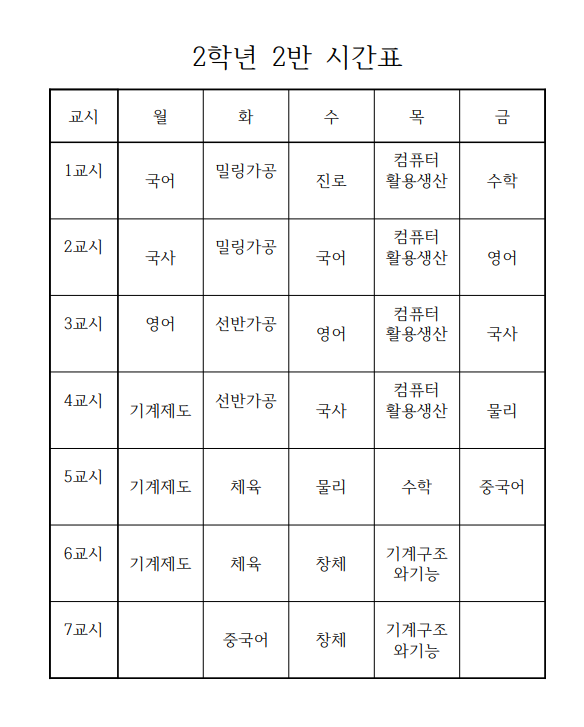 2학년 2반 시간표
교시 월 화 수 목 금
1교시 국어 밀링가공 진로 컴퓨터
활용생산 수학
2교시 국사 밀링가공 국어 컴퓨터
활용생산 영어
3교시 영어 선반가공 영어 컴퓨터
활용생산 국사
4교시 기계제도 선반가공 국사 컴퓨터
활용생산 물리
5교시 기계제도 체육 물리 수학 중국어
6교시 기계제도 체육 창체 기계구조
와기능
7교시 중국어 창체 기계구조
와기능